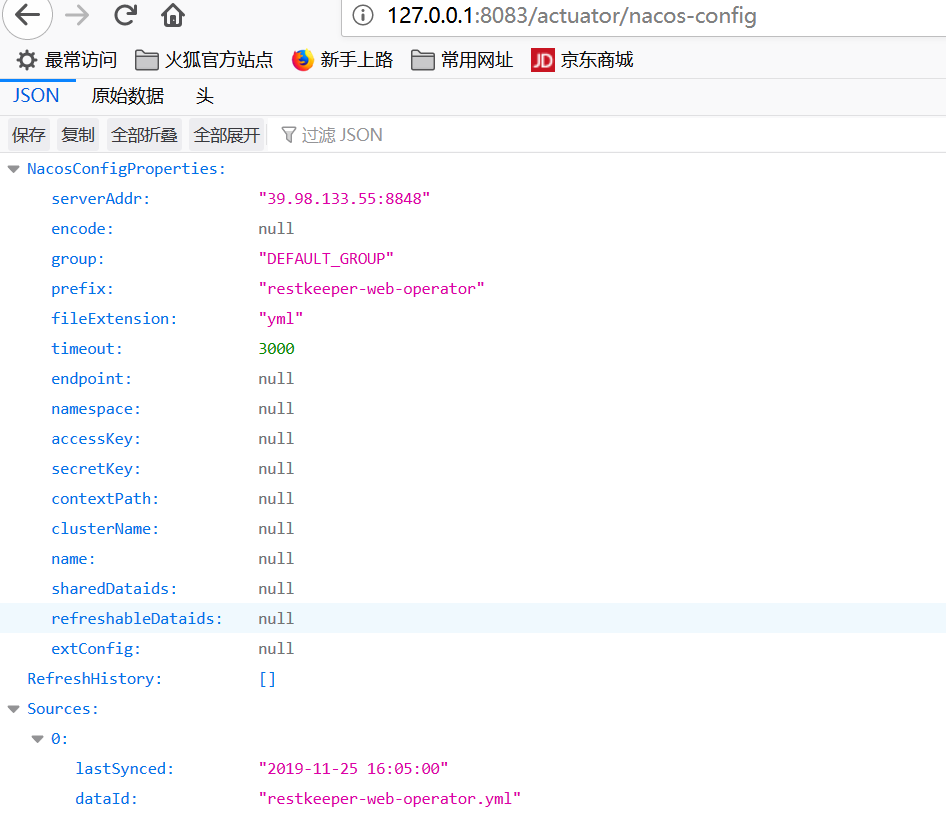 127.0.0.1:8083/actuator/nacos-config
最常访问 火狐官方站点 新手上路 常用网址 JD 京东商城
JSON 原始数据 头
保存 复制 全部折叠 全部展开 过滤 JSON
NacosConfigProperties:
serverAddr: "39.98.133.55:8848"
encode: null
group: "DEFAULT_GROUP"
prefix: "restkeeper-web-operator"
fileExtension: "yml"
timeout: 3000
endpoint: null
namespace: null
accessKey: null
secretKey: null
contextPath: null
clusterName: null
name: null
sharedDataids: null
refreshableDataids: null
extConfig: null
RefreshHistory: []
Sources:
0:
lastSynced: "2019-11-25 16:05:00"
dataId: "restkeeper-web-operator.yml"